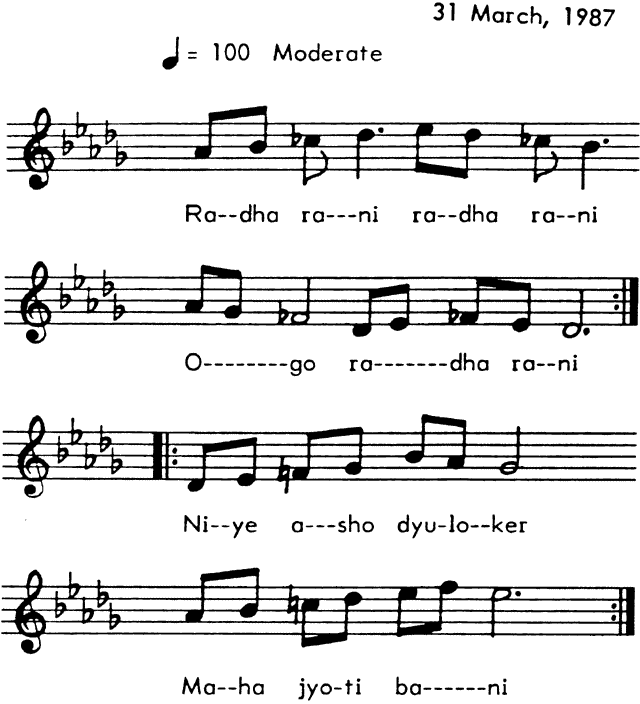 31 March, 1987
♩ = 100 Moderate
Ra--dha ra---ni ra--dha ra--ni
O--------go ra-------dha ra--ni
Ni--ye a---sho dyu-lo--ker
Ma--ha jyo-ti ba------ni